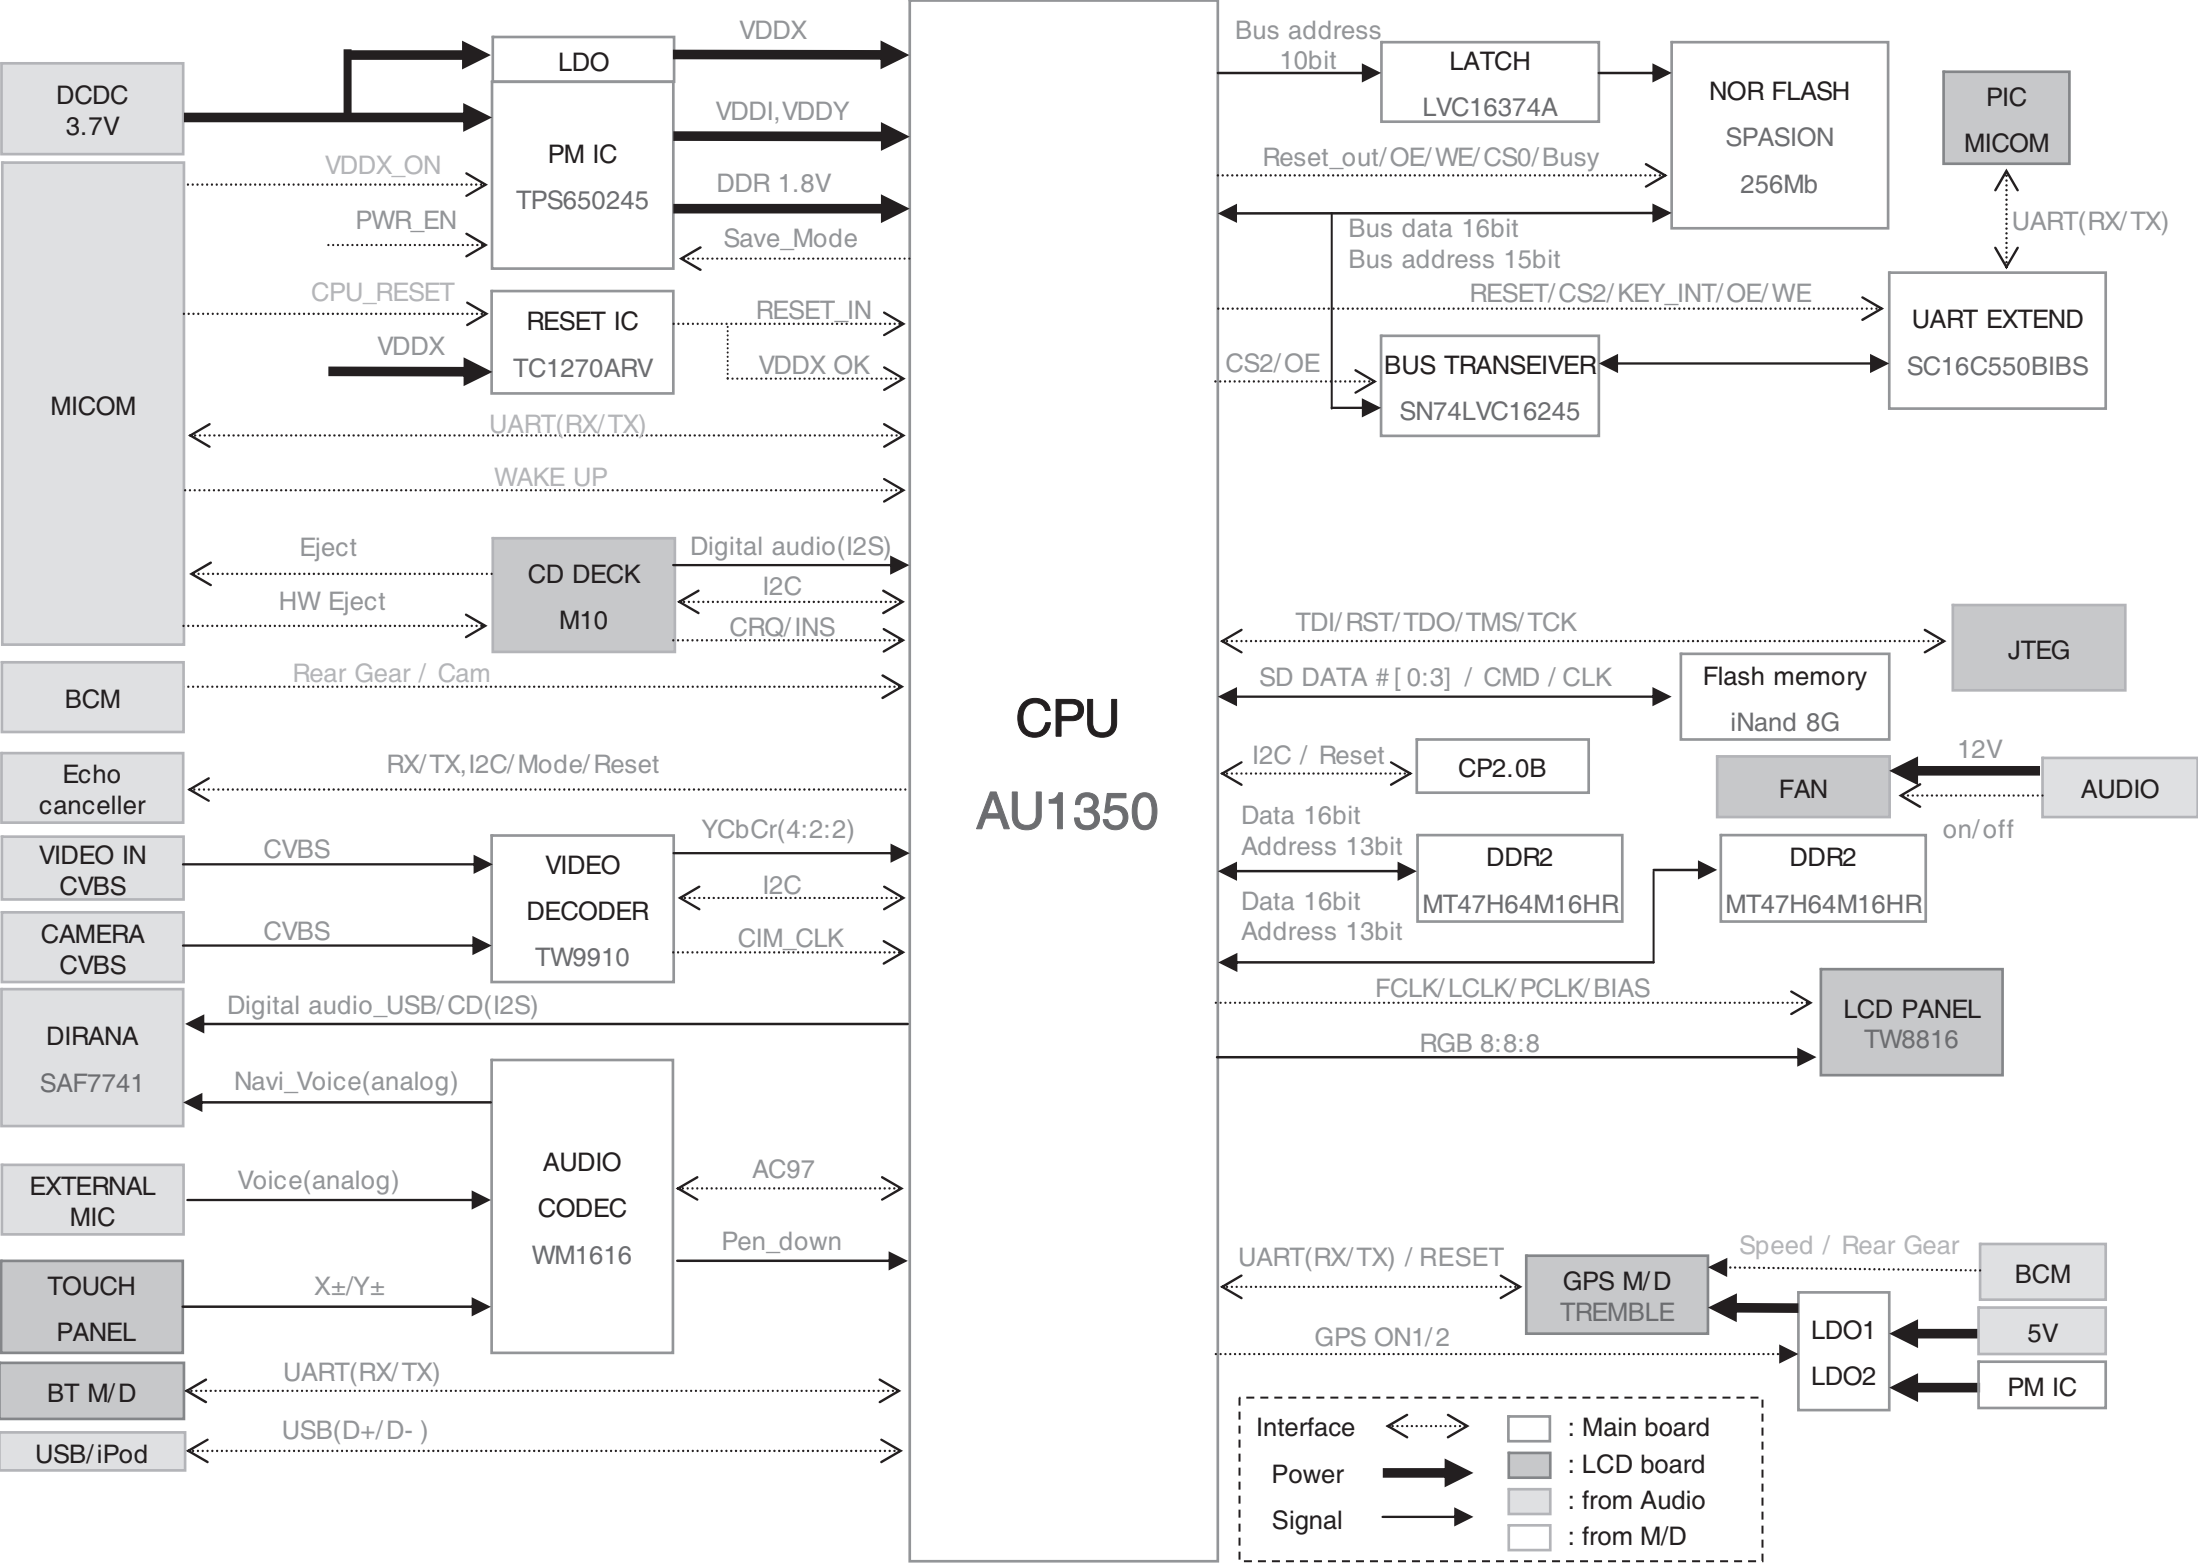 DCDC
3.7V
MICOM
BCM
Echo
canceller
VIDEO IN
CVBS
CAMERA
CVBS
DIRANA
SAF7741
EXTERNAL
MIC
TOUCH
PANEL
BT M/D
USB/iPod
VDDX_ON
PWR_EN
CPU_RESET
VDDX
UART(RX/TX)
WAKE UP
Eject
HW Eject
Rear Gear / Cam
RX/TX,I2C/Mode/Reset
CVBS
CVBS
Digital audio_USB/CD(I2S)
Navi_Voice(analog)
Voice(analog)
X±/Y±
UART(RX/TX)
USB(D+/D-)
LDO
PM IC
TPS650245
RESET IC
TC1270ARV
CD DECK
M10
VIDEO
DECODER
TW9910
AUDIO
CODEC
WM1616
VDDX
VDDI,VDDY
DDR 1.8V
Save_Mode
RESET_IN
VDDX OK
Digital audio(I2S)
I2C
CRQ/INS
YCbCr(4:2:2)
I2C
CIM_CLK
AC97
Pen_down
CPU
AU1350
Bus address
10bit
LATCH
LVC16374A
NOR FLASH
SPASION
256Mb
PIC
MICOM
Reset_out/OE/WE/CS0/Busy
Bus data 16bit
Bus address 15bit
UART(RX/TX)
RESET/CS2/KEY_INT/OE/WE
UART EXTEND
SC16C550BIBS
CS2/OE
BUS TRANSEIVER
SN74LVC16245
TDI/RST/TDO/TMS/TCK
JTEG
SD DATA #[0:3] / CMD / CLK
Flash memory
iNand 8G
I2C / Reset
CP2.0B
FAN
12V
on/off
AUDIO
Data 16bit
Address 13bit
DDR2
MT47H64M16HR
DDR2
MT47H64M16HR
Data 16bit
Address 13bit
FCLK/LCLK/PCLK/BIAS
LCD PANEL
TW8816
RGB 8:8:8
UART(RX/TX) / RESET
GPS M/D
TREMBLE
Speed / Rear Gear
BCM
GPS ON1/2
LDO1
LDO2
5V
PM IC
Interface
Power
Signal
: Main board
: LCD board
: from Audio
: from M/D